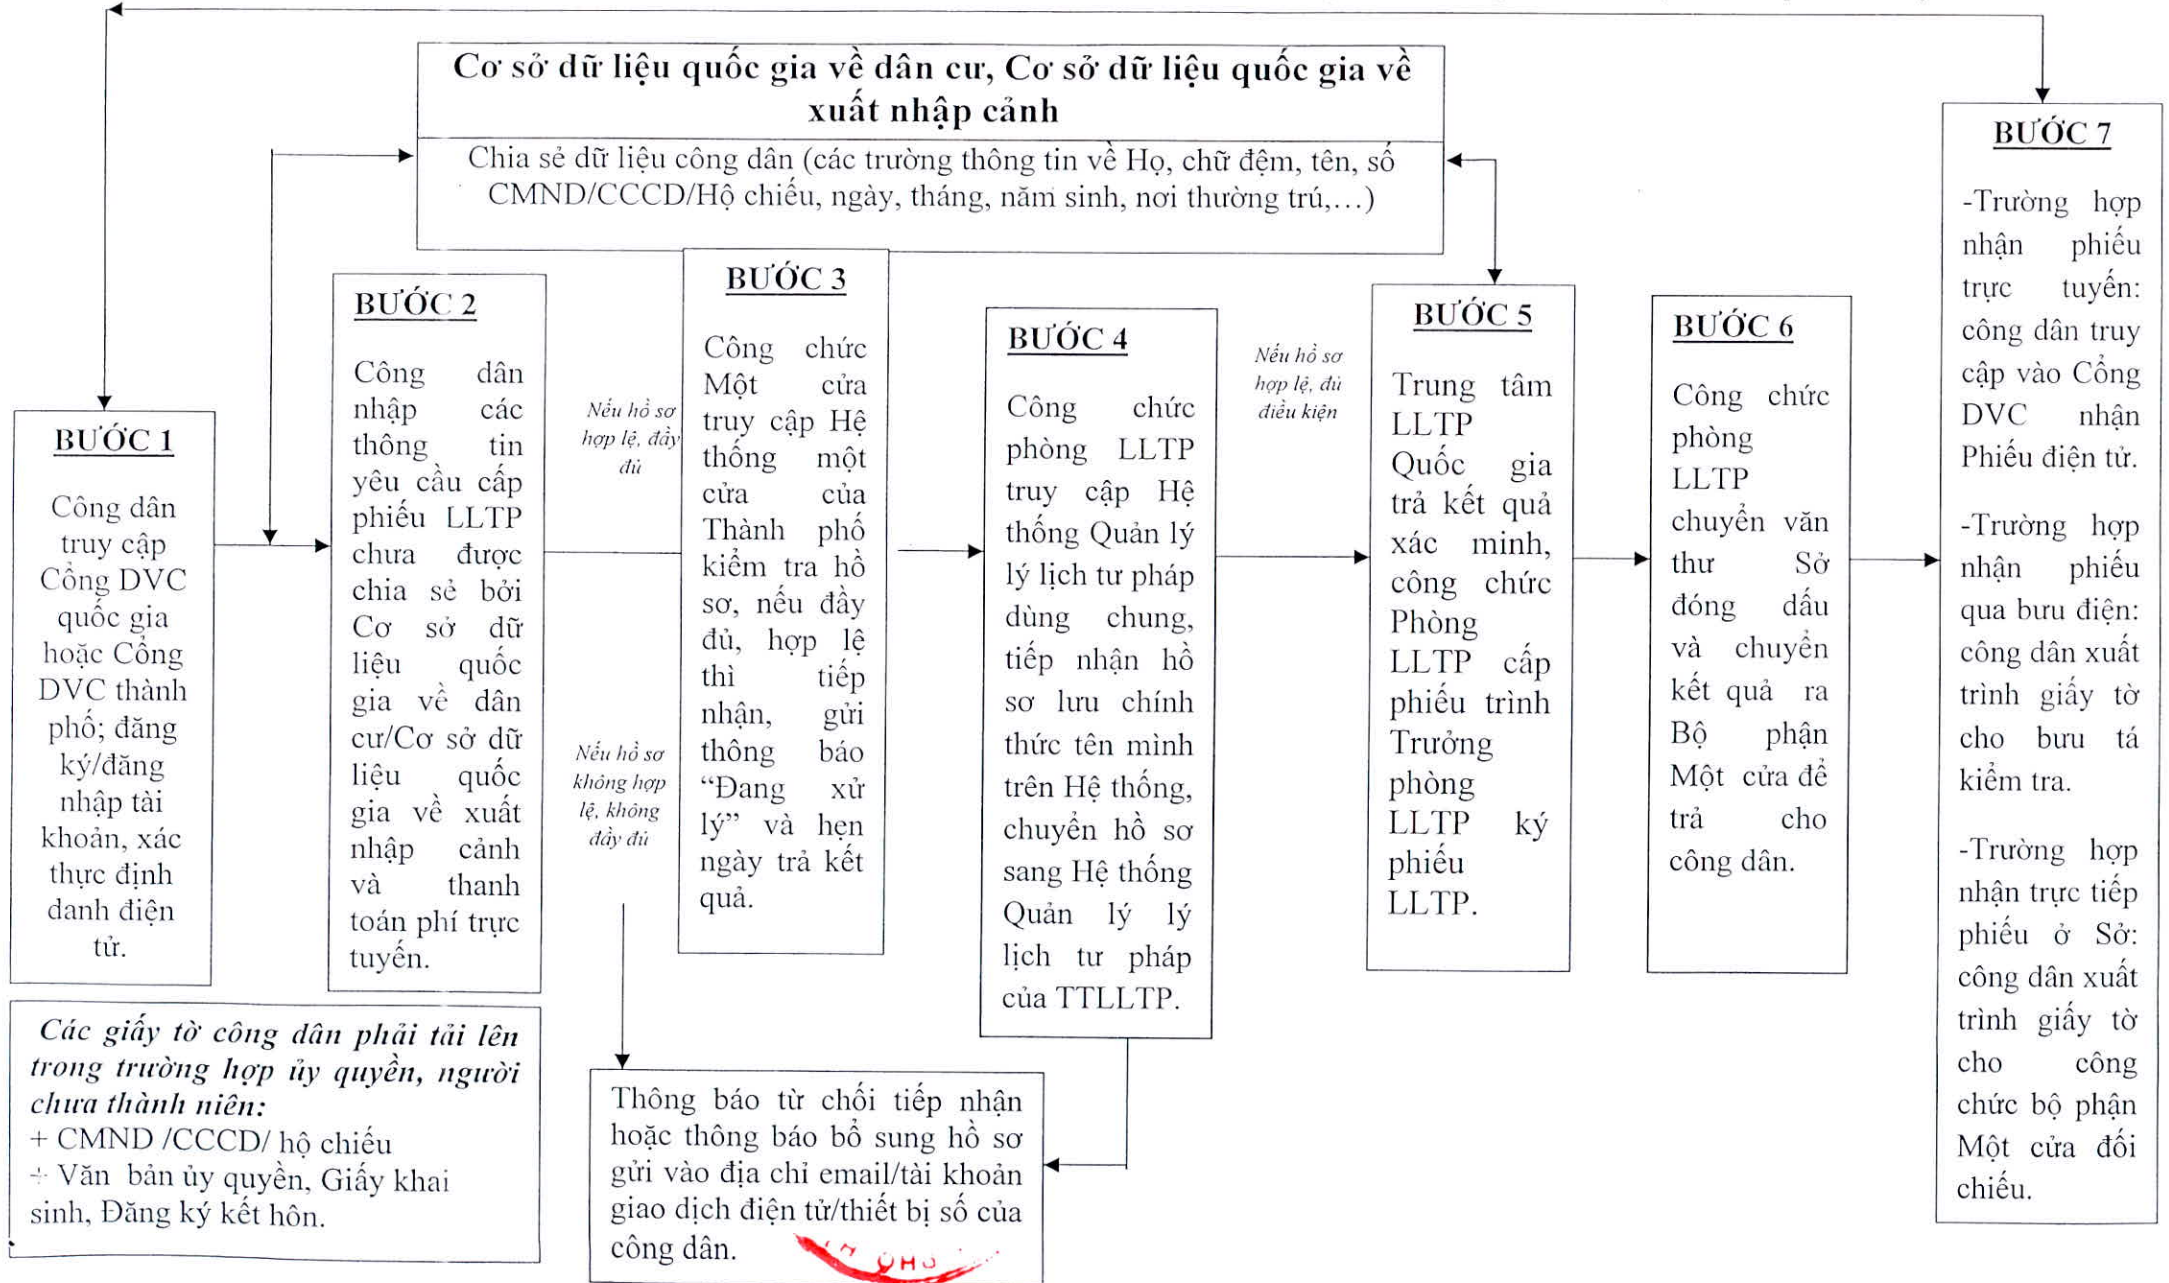 Cơ sở dữ liệu quốc gia về dân cư, Cơ sở dữ liệu quốc gia về
xuất nhập cảnh
Chia sẻ dữ liệu công dân (các trường thông tin về Họ, chữ đệm, tên, số
CMND/CCCD/Hộ chiếu, ngày, tháng, năm sinh, nơi thường trú,…)
BƯỚC 1
Công dân
truy cập
Cổng DVC
quốc gia
hoặc Cổng
DVC thành
phố; đăng
ký/đăng
nhập tài
khoản, xác
thực định
danh điện
tử.
BƯỚC 2
Công dân
nhập các
thông tin
yêu cầu cấp
phiếu LLTP
chưa được
chia sẻ bởi
Cơ sở dữ
liệu quốc
gia về dân
cư/Cơ sở dữ
liệu quốc
gia về xuất
nhập cảnh
và thanh
toán phí trực
tuyến.
Nếu hồ sơ
hợp lệ, đầy
đủ
Nếu hồ sơ
không hợp
lệ, không
đầy đủ
BƯỚC 3
Công chức
Một cửa
truy cập Hệ
thống một
cửa của
Thành phố
kiểm tra hồ
sơ, nếu đầy
đủ, hợp lệ
thì tiếp
nhận, gửi
thông báo
“Đang xử
lý” và hẹn
ngày trả kết
quả.
BƯỚC 4
Công chức
phòng LLTP
truy cập Hệ
thống Quản lý
lý lịch tư pháp
dùng chung,
tiếp nhận hồ
sơ lưu chính
thức tên mình
trên Hệ thống,
chuyển hồ sơ
sang Hệ thống
Quản lý lý
lịch tư pháp
của TTLLTP.
Nếu hồ sơ
hợp lệ, đủ
điều kiện
BƯỚC 5
Trung tâm
LLTP
Quốc gia
trả kết quả
xác minh,
công chức
Phòng
LLTP cấp
phiếu trình
Trưởng
phòng
LLTP ký
phiếu
LLTP.
BƯỚC 6
Công chức
phòng
LLTP
chuyển văn
thư Sở
đóng dấu
và chuyển
kết quả ra
Bộ phận
Một cửa để
trả cho
công dân.
BƯỚC 7
-Trường hợp
nhận phiếu
trực tuyến:
công dân truy
cập vào Cổng
DVC nhận
Phiếu điện tử.
-Trường hợp
nhận phiếu
qua bưu điện:
công dân xuất
trình giấy tờ
cho bưu tá
kiểm tra.
-Trường hợp
nhận trực tiếp
phiếu ở Sở:
công dân xuất
trình giấy tờ
cho công
chức bộ phận
Một cửa đối
chiếu.
Các giấy tờ công dân phải tải lên
trong trường hợp ủy quyền, người
chưa thành niên:
+ CMND /CCCD/ hộ chiếu
+ Văn bản ủy quyền, Giấy khai
sinh, Đăng ký kết hôn.
Thông báo từ chối tiếp nhận
hoặc thông báo bổ sung hồ sơ
gửi vào địa chỉ email/tài khoản
giao dịch điện tử/thiết bị số của
công dân.